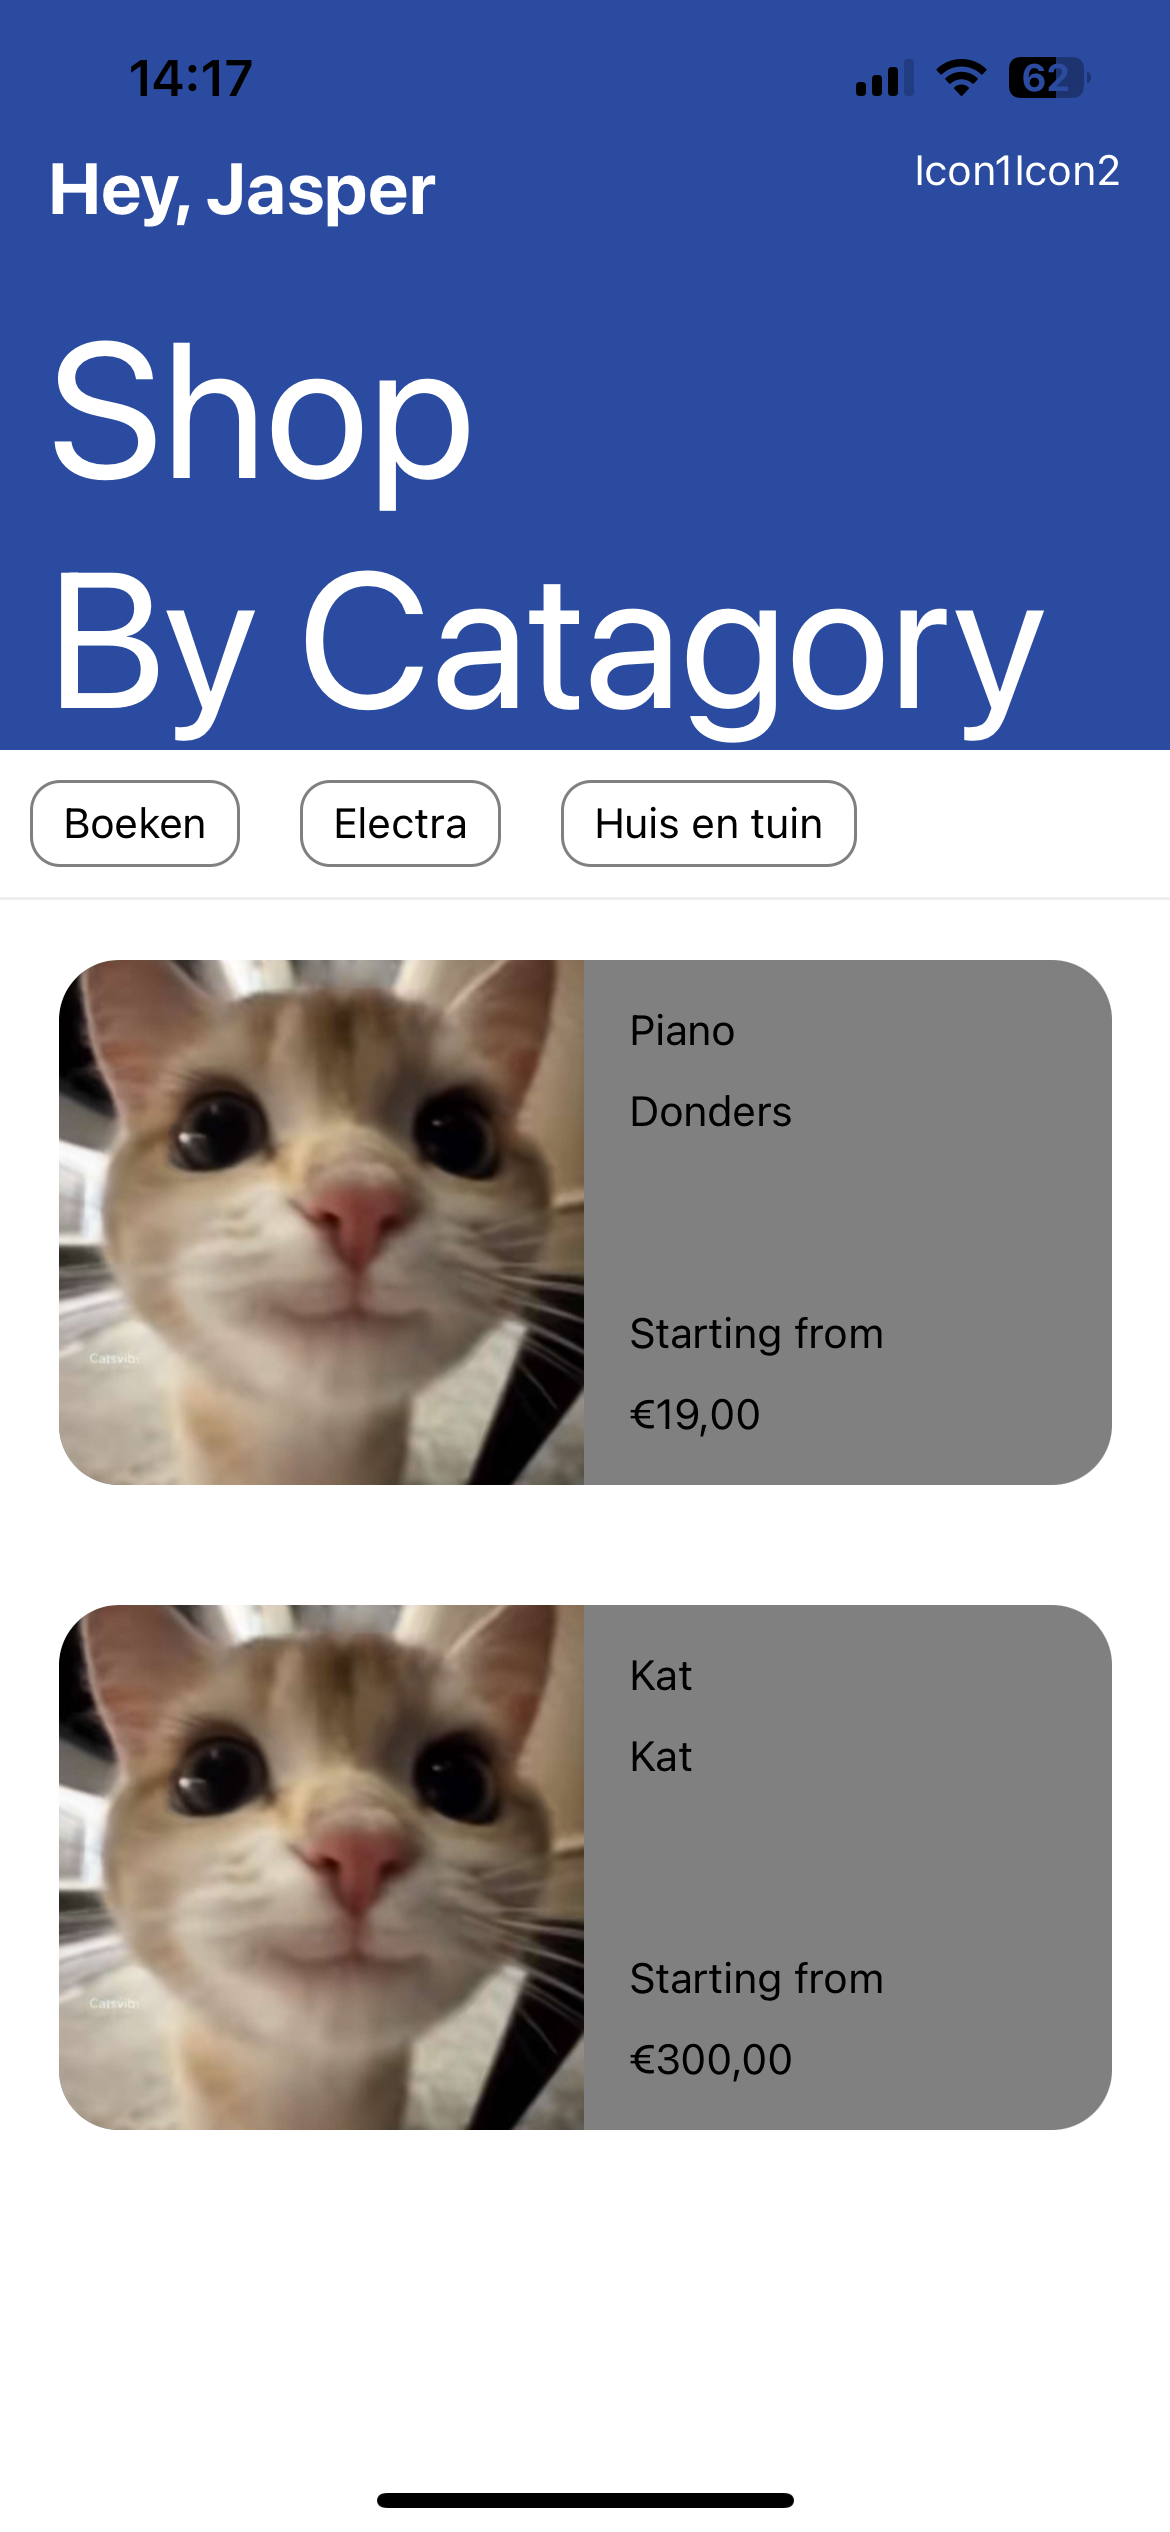 14:17
62
Hey, Jasper
Icon1Icon2
Shop
By Catagory
Boeken
Electra
Huis en tuin
Piano
Donders
Starting from
€19,00
Kat
Kat
Starting from
€300,00